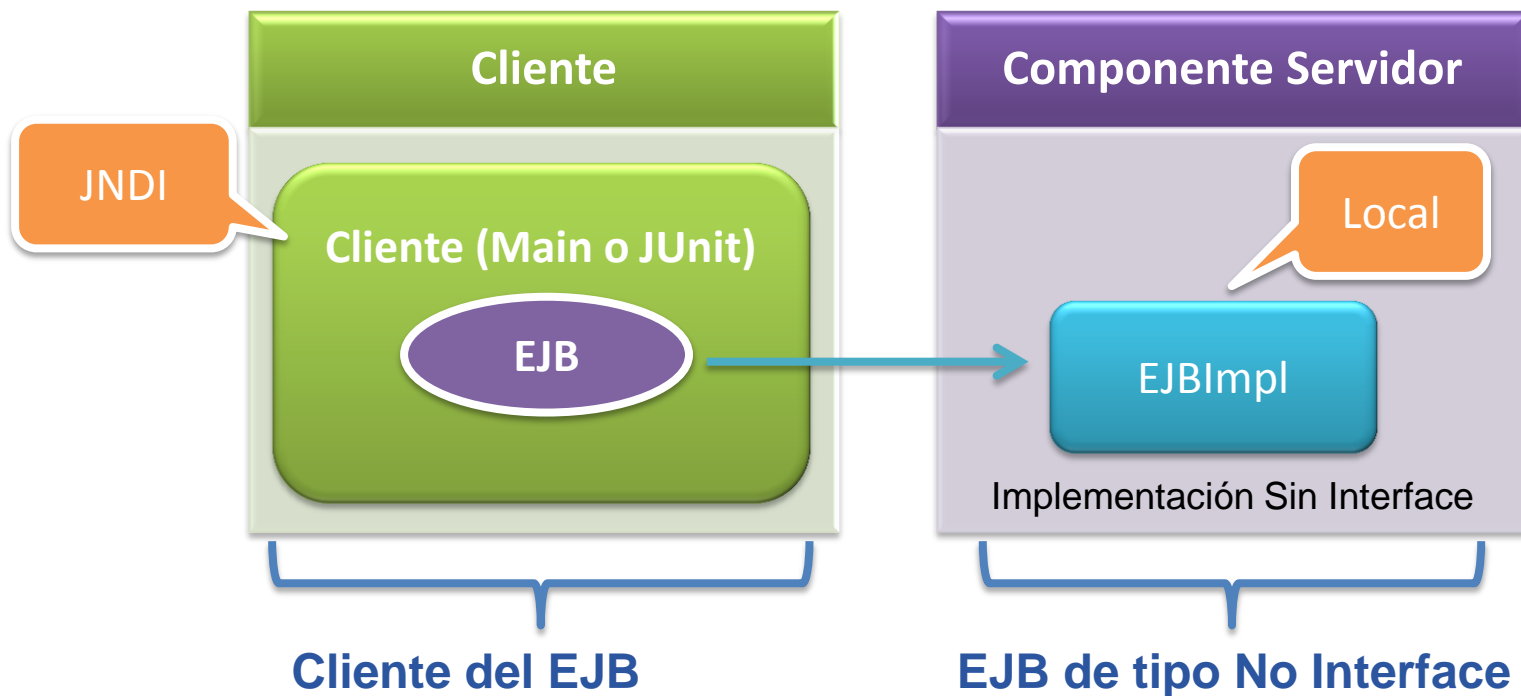 Cliente
Componente Servidor
JNDI
Local
Cliente (Main o JUnit)
EJB
EJBImpl
Implementación Sin Interface
Cliente del EJB
EJB de tipo No Interface